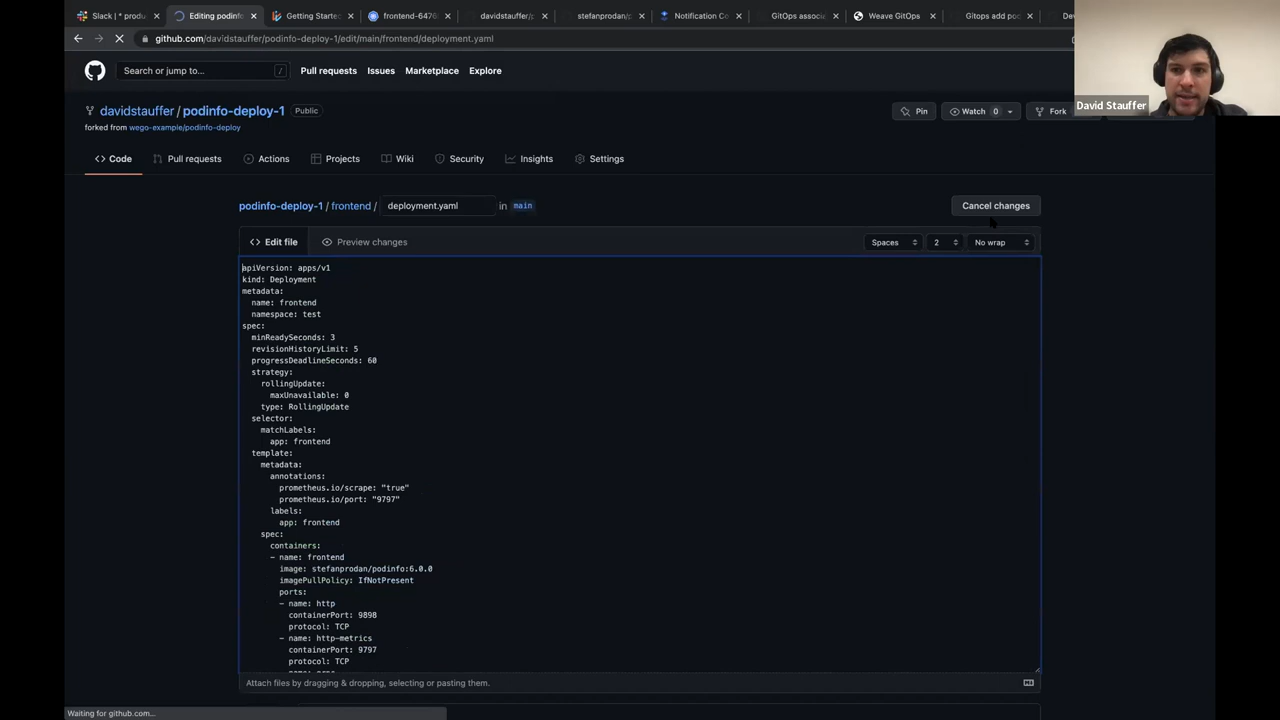 Slack | * produ
Editing podinfo
Getting Starte
frontend-6476
davidstauffer/p
stefanprodan/p
Notification Co
GitOps associa
Weave GitOps
Gitops add poc
Dev
github.com/davidstauffer/podinfo-deploy-1/edit/main/frontend/deployment.yaml
Search or jump to...
/
Pull requests
Issues
Marketplace
Explore
David Stauffer
davidstauffer / podinfo-deploy-1
Public
Pin
Watch 0
Fork
forked from wego-example/podinfo-deploy
Code
Pull requests
Actions
Projects
Wiki
Security
Insights
Settings
podinfo-deploy-1 / frontend / deployment.yaml in main
Cancel changes
Edit file
Preview changes
Spaces
2
No wrap
apiVersion: apps/v1
kind: Deployment
metadata:
name: frontend
namespace: test
spec:
minReadySeconds: 3
revisionHistoryLimit: 5
progressDeadlineSeconds: 60
strategy:
rollingUpdate:
maxUnavailable: 0
type: RollingUpdate
selector:
matchLabels:
app: frontend
template:
metadata:
annotations:
prometheus.io/scrape: "true"
prometheus.io/port: "9797"
labels:
app: frontend
spec:
containers:
- name: frontend
image: stefanprodan/podinfo:6.0.0
imagePullPolicy: IfNotPresent
ports:
- name: http
containerPort: 9898
protocol: TCP
- name: http-metrics
containerPort: 9797
protocol: TCP
Attach files by dragging & dropping, selecting or pasting them.
Waiting for github.com...